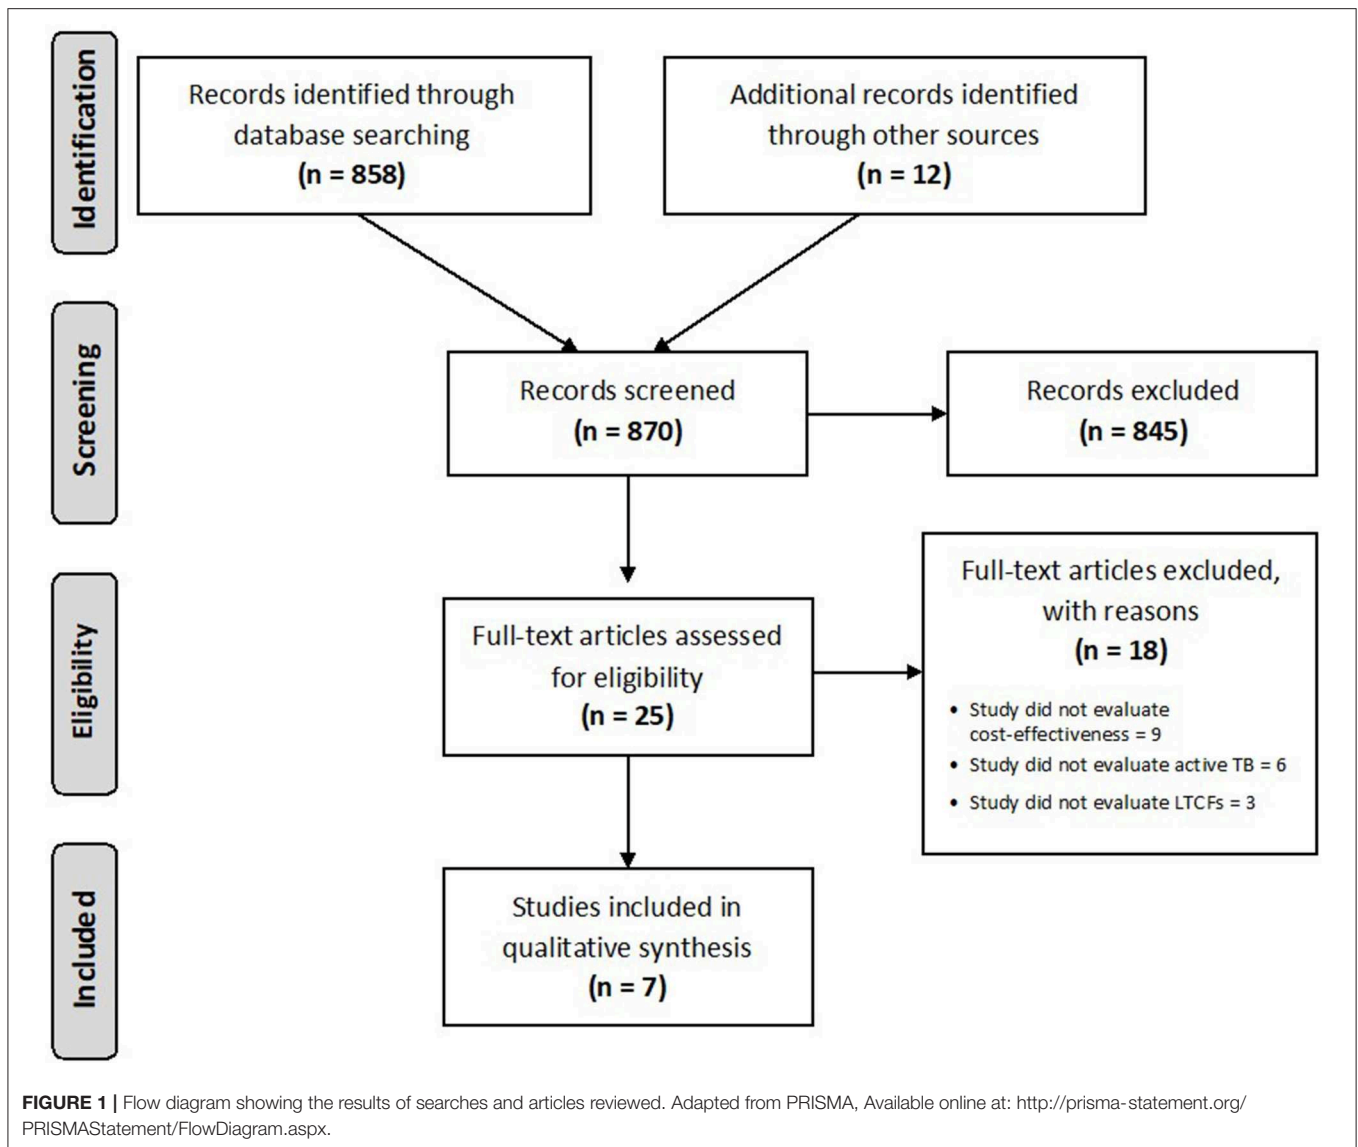 Identification
Records identified through
database searching
(n = 858)
Additional records identified
through other sources
(n = 12)
Screening
Records screened
(n = 870)
Records excluded
(n = 845)
Eligibility
Full-text articles assessed
for eligibility
(n = 25)
Full-text articles excluded,
with reasons
(n = 18)
• Study did not evaluate
cost-effectiveness = 9
• Study did not evaluate active TB = 6
• Study did not evaluate LTCFs = 3
Included
Studies included in
qualitative synthesis
(n = 7)
FIGURE 1 | Flow diagram showing the results of searches and articles reviewed. Adapted from PRISMA, Available online at: http://prisma-statement.org/
PRISMAStatement/FlowDiagram.aspx.